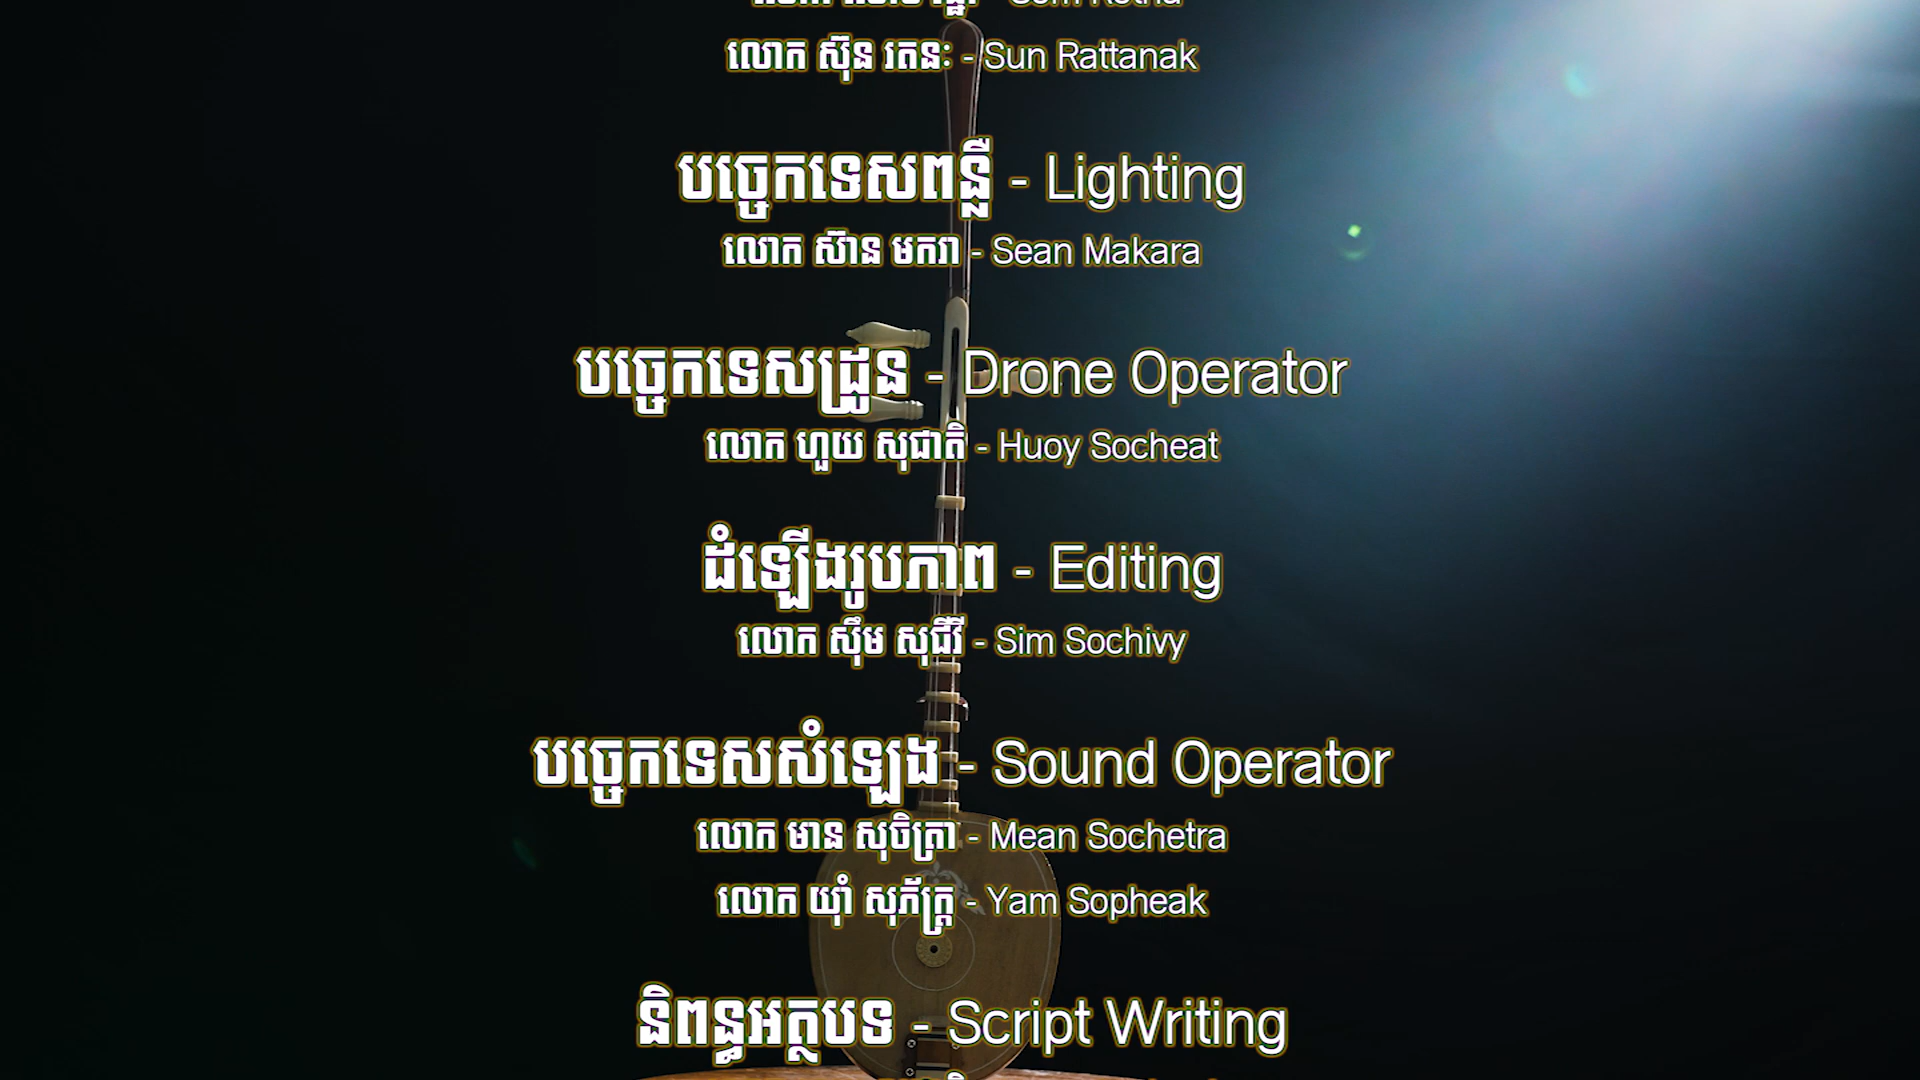 លោក ស៊ុន រតនៈ - Sun Rattanak
បច្ចេកទេសពន្លឺ - Lighting
លោក ស៊ាន មករា - Sean Makara
បច្ចេកទេសដ្រូន - Drone Operator
លោក ហួយ សុជាតិ - Huoy Socheat
ដំឡើងរូបភាព - Editing
លោក ស៊ឹម សុជីវី - Sim Sochivy
បច្ចេកទេសសំឡេង - Sound Operator
លោក មាន សុចិត្រា - Mean Sochetra
លោក យ៉ាំ សុភ័ក្ត្រ - Yam Sopheak
និពន្ធអត្ថបទ - Script Writing